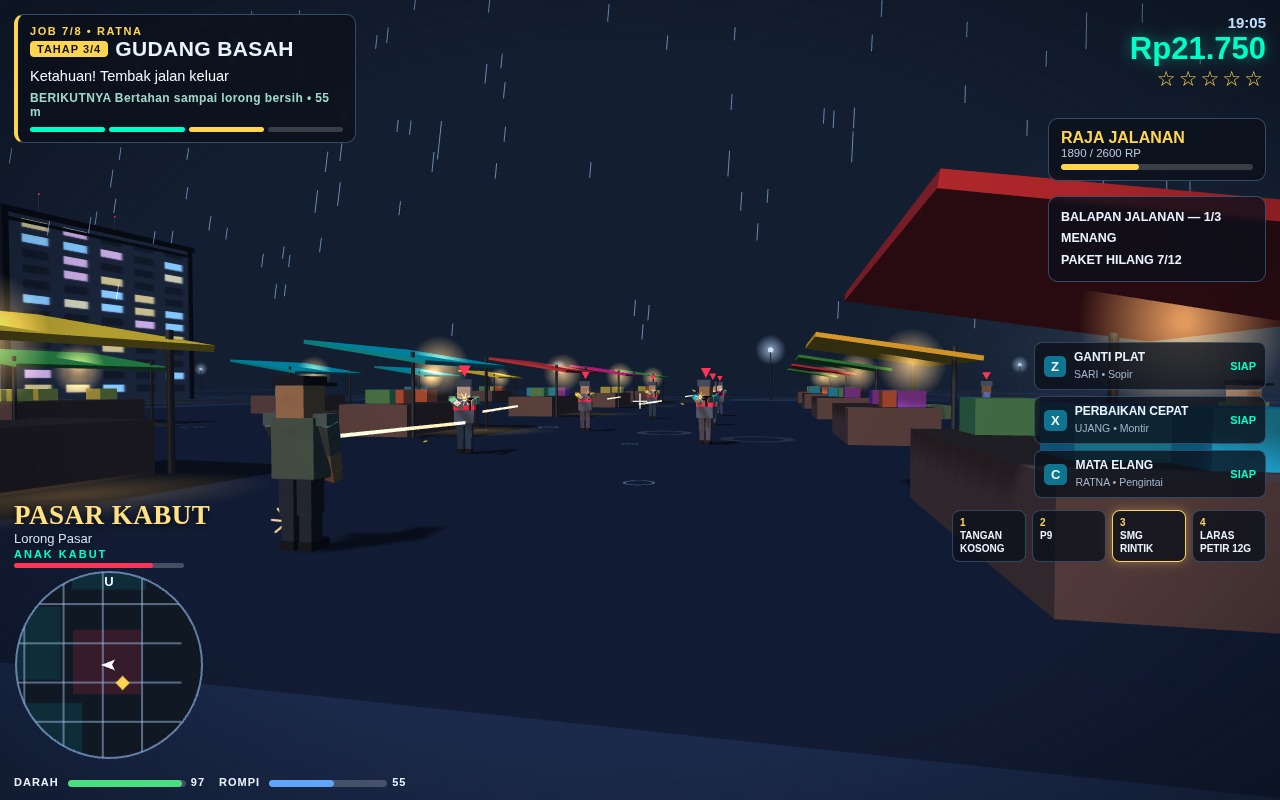 JOB 7/8 • RATNA
TAHAP 3/4 GUDANG BASAH
Ketahuan! Tembak jalan keluar
BERIKUTNYA Bertahan sampai lorong bersih • 55
m
19:05
Rp21.750
☆☆☆☆☆
RAJA JALANAN
1890 / 2600 RP
BALAPAN JALANAN — 1/3
MENANG
PAKET HILANG 7/12
Z GANTI PLAT SIAP
SARI • Sopir
X PERBAIKAN CEPAT SIAP
UJANG • Montir
C MATA ELANG SIAP
RATNA • Pengintai
1
TANGAN
KOSONG
2
P9
3
SMG
RINTIK
4
LARAS
PETIR 12G
PASAR KABUT
Lorong Pasar
ANAK KABUT
U
DARAH 97 ROMPI 55